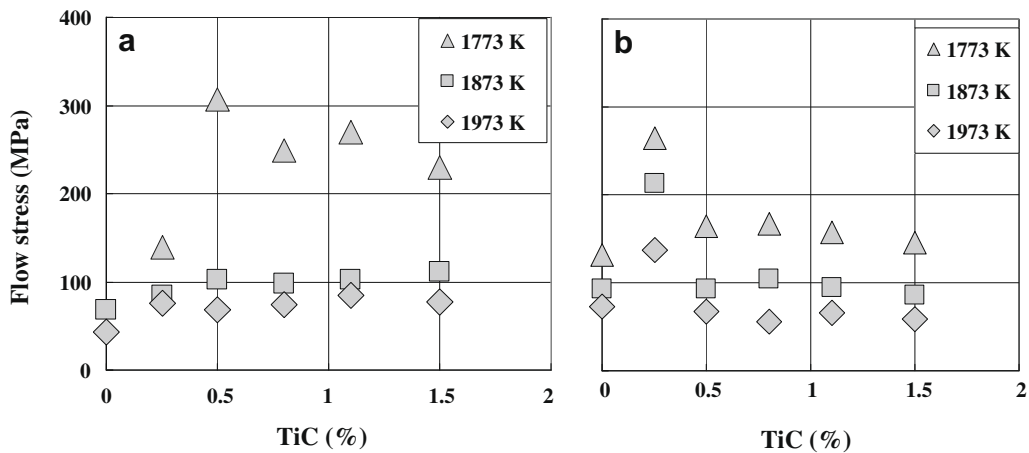 a
400
300
200
100
0
Flow stress (MPa)
0 0.5 1 1.5 2
TiC (%)
1773 K
1873 K
1973 K
b
1773 K
1873 K
1973 K
0 0.5 1 1.5 2
TiC (%)